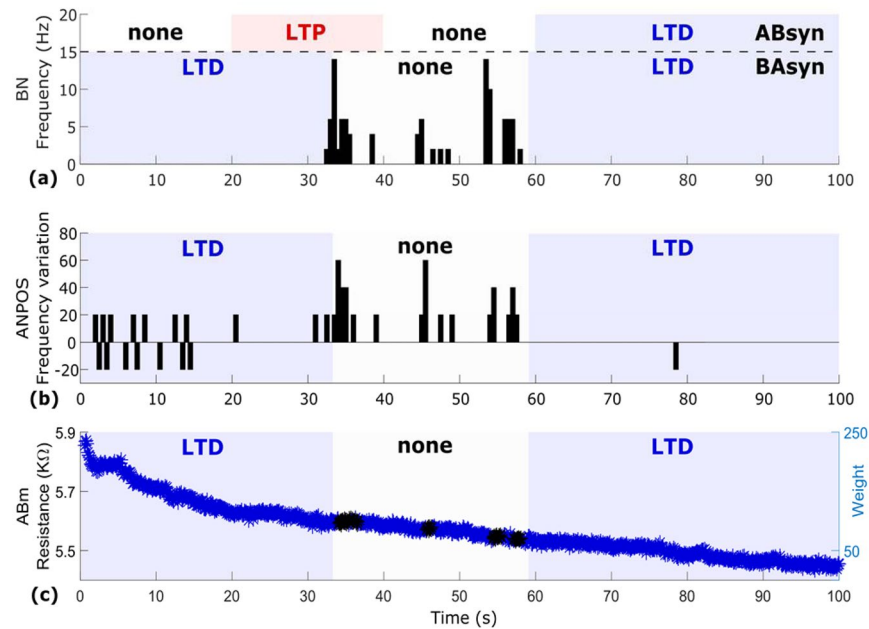 none LTP none LTD ABsyn
LTD none LTD BAsyn
BN
Frequency (Hz)
20
15
10
5
0
0 10 20 30 40 50 60 70 80 90 100
(a)
LTD none LTD
ANPOS
Frequency variation
80
60
40
20
0
-20
0 10 20 30 40 50 60 70 80 90 100
(b)
LTD none LTD
ABm
Resistance (KΩ)
5.9
5.7
5.5
250
50
Weight
0 10 20 30 40 50 60 70 80 90 100
(c)
Time (s)